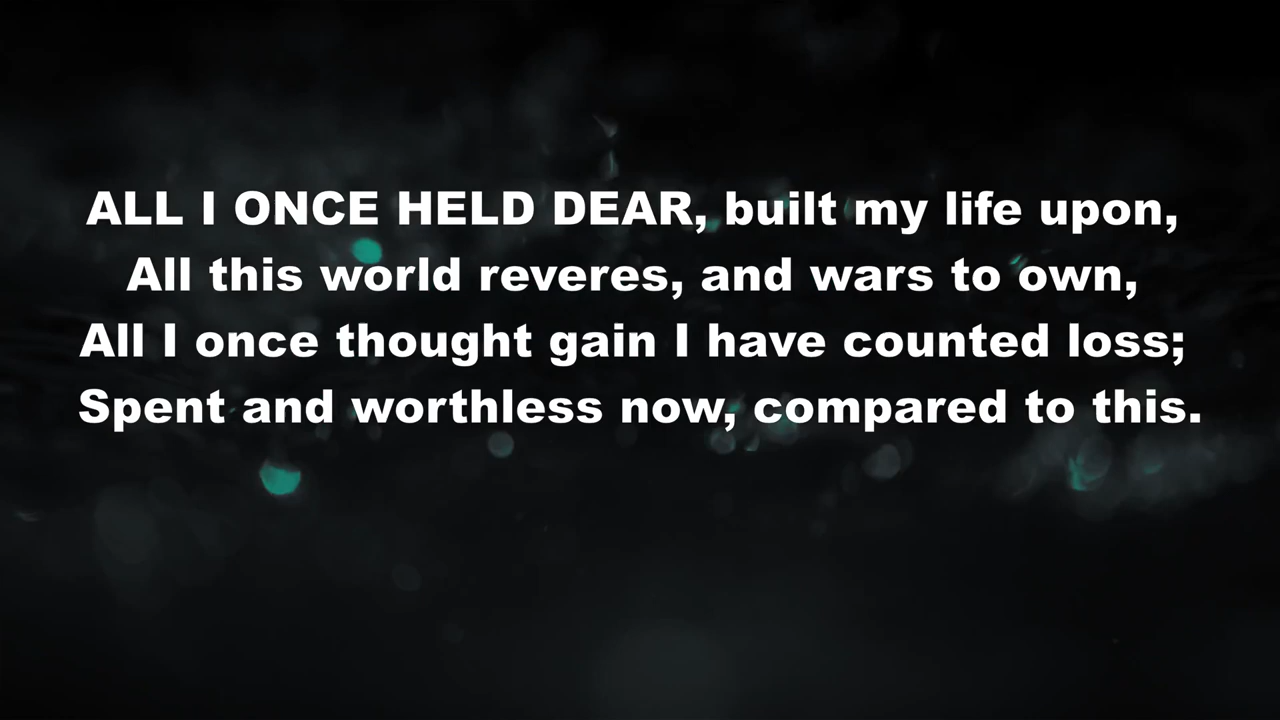 ALL I ONCE HELD DEAR, built my life upon,
All this world reveres, and wars to own,
All I once thought gain I have counted loss;
Spent and worthless now, compared to this.